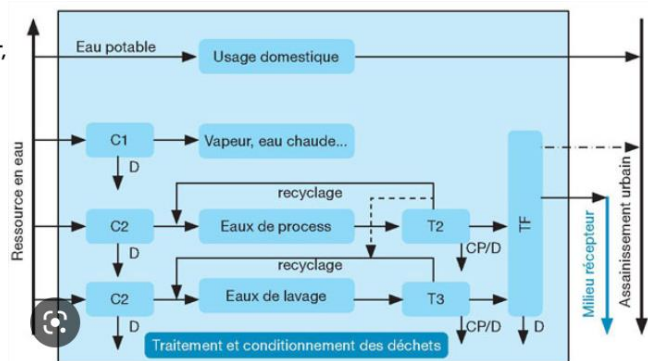 Eau potable
Usage domestique
C1
Vapeur, eau chaude...
D
recyclage
C2
Eaux de process
T2
D
CP/D
recyclage
C2
Eaux de lavage
T3
D
CP/D
TF
D
Traitement et conditionnement des déchets
Ressource en eau
Milieu récepteur
Assainissement urbain